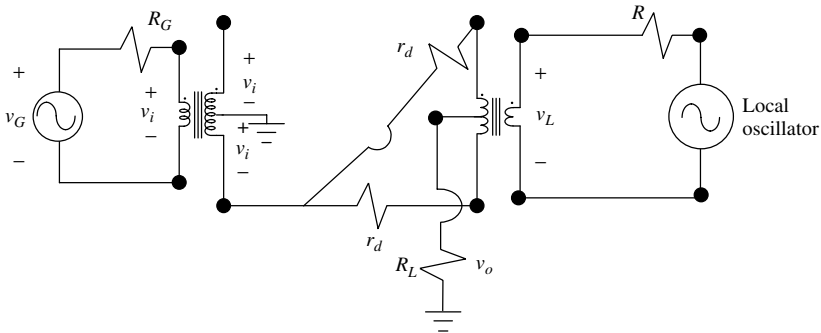 R_G
+
v_G
−
+
v_i
−
+
v_i
−
+
v_i
−
r_d
r_d
R_L
v_o
+
v_L
−
R
Local
oscillator